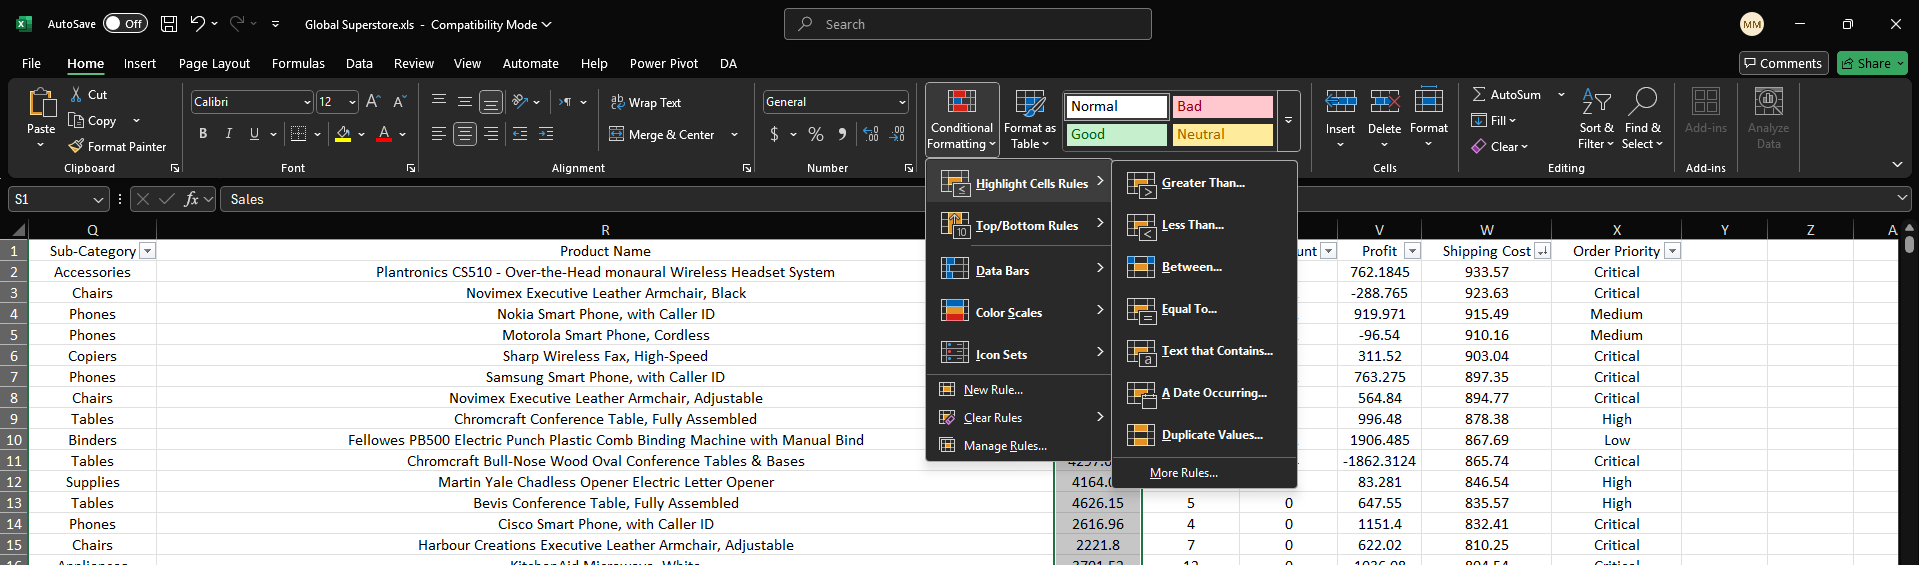 AutoSave Off Global Superstore.xls - Compatibility Mode Search MM
File Home Insert Page Layout Formulas Data Review View Automate Help Power Pivot DA Comments Share
Paste Cut Copy Format Painter Clipboard
Calibri 12 B I U A Font
ab Wrap Text Merge & Center Alignment
General $ % Number
Conditional Formatting Format as Table Normal Bad Good Neutral
Insert Delete Format Cells
AutoSum Fill Clear Sort & Filter Find & Select Editing
Add-ins Add-ins
Analyze Data
S1 fx Sales
Highlight Cells Rules
Top/Bottom Rules
Data Bars
Color Scales
Icon Sets
New Rule...
Clear Rules
Manage Rules...
Greater Than...
Less Than...
Between...
Equal To...
Text that Contains...
A Date Occurring...
Duplicate Values...
More Rules...
Q R V W X Y Z A
1 Sub-Category Product Name unt Profit Shipping Cost Order Priority
2 Accessories Plantronics CS510 - Over-the-Head monaural Wireless Headset System 762.1845 933.57 Critical
3 Chairs Novimex Executive Leather Armchair, Black -288.765 923.63 Critical
4 Phones Nokia Smart Phone, with Caller ID 919.971 915.49 Medium
5 Phones Motorola Smart Phone, Cordless -96.54 910.16 Medium
6 Copiers Sharp Wireless Fax, High-Speed 311.52 903.04 Critical
7 Phones Samsung Smart Phone, with Caller ID 763.275 897.35 Critical
8 Chairs Novimex Executive Leather Armchair, Adjustable 564.84 894.77 Critical
9 Tables Chromcraft Conference Table, Fully Assembled 996.48 878.38 High
10 Binders Fellowes PB500 Electric Punch Plastic Comb Binding Machine with Manual Bind 1906.485 867.69 Low
11 Tables Chromcraft Bull-Nose Wood Oval Conference Tables & Bases -1862.3124 865.74 Critical
12 Supplies Martin Yale Chadless Opener Electric Letter Opener 83.281 846.54 High
13 Tables Bevis Conference Table, Fully Assembled 4626.15 5 0 647.55 835.57 High
14 Phones Cisco Smart Phone, with Caller ID 2616.96 4 0 1151.4 832.41 Critical
15 Chairs Harbour Creations Executive Leather Armchair, Adjustable 2221.8 7 0 622.02 810.25 Critical